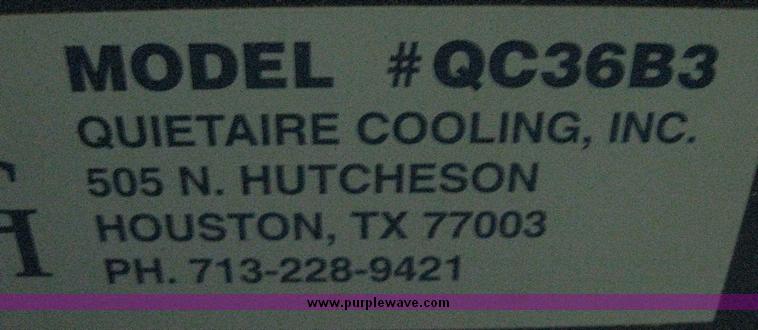 MODEL #QC36B3
QUIETAIRE COOLING, INC.
505 N. HUTCHESON
HOUSTON, TX 77003
PH. 713-228-9421
www.purplewave.com